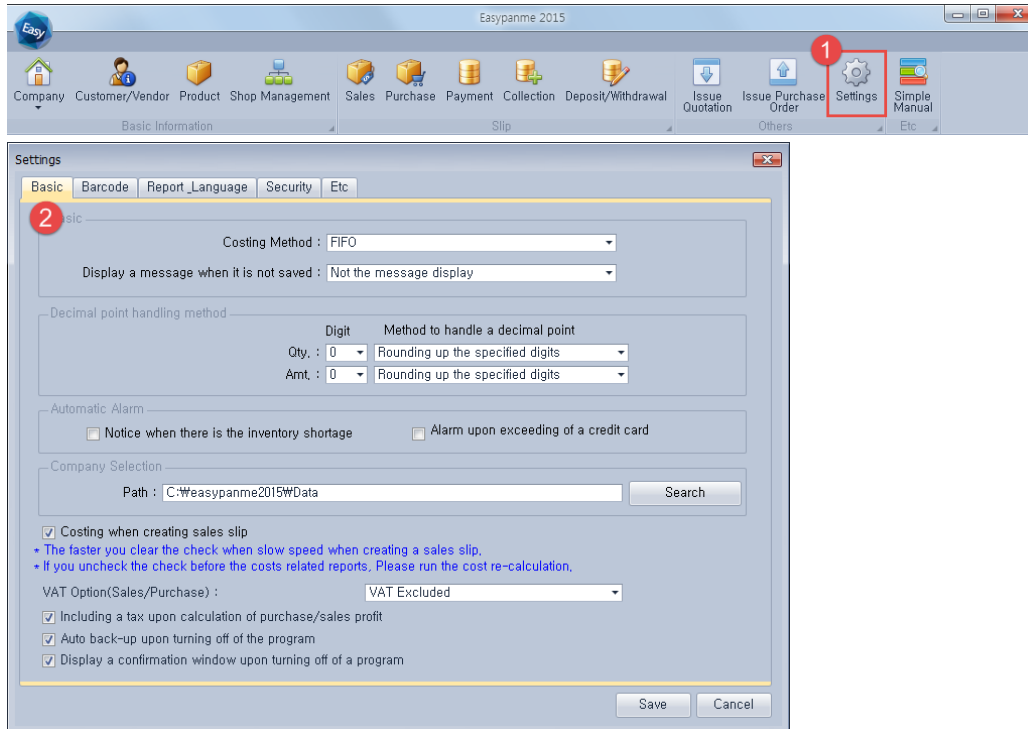 Easypanme 2015
Easy
1
Company Customer/Vendor Product Shop Management Sales Purchase Payment Collection Deposit/Withdrawal Issue Quotation Issue Purchase Order Settings Simple Manual
Basic Information Slip Others Etc
Settings
Basic Barcode Report_Language Security Etc
2
Costing Method : FIFO
Display a message when it is not saved : Not the message display
Decimal point handling method
Digit Method to handle a decimal point
Qty. : 0 Rounding up the specified digits
Amt. : 0 Rounding up the specified digits
Automatic Alarm
Notice when there is the inventory shortage Alarm upon exceeding of a credit card
Company Selection
Path : C:₩easypanme2015₩Data Search
Costing when creating sales slip
* The faster you clear the check when slow speed when creating a sales slip.
* If you uncheck the check before the costs related reports, Please run the cost re-calculation.
VAT Option(Sales/Purchase) : VAT Excluded
Including a tax upon calculation of purchase/sales profit
Auto back-up upon turning off of the program
Display a confirmation window upon turning off of a program
Save Cancel